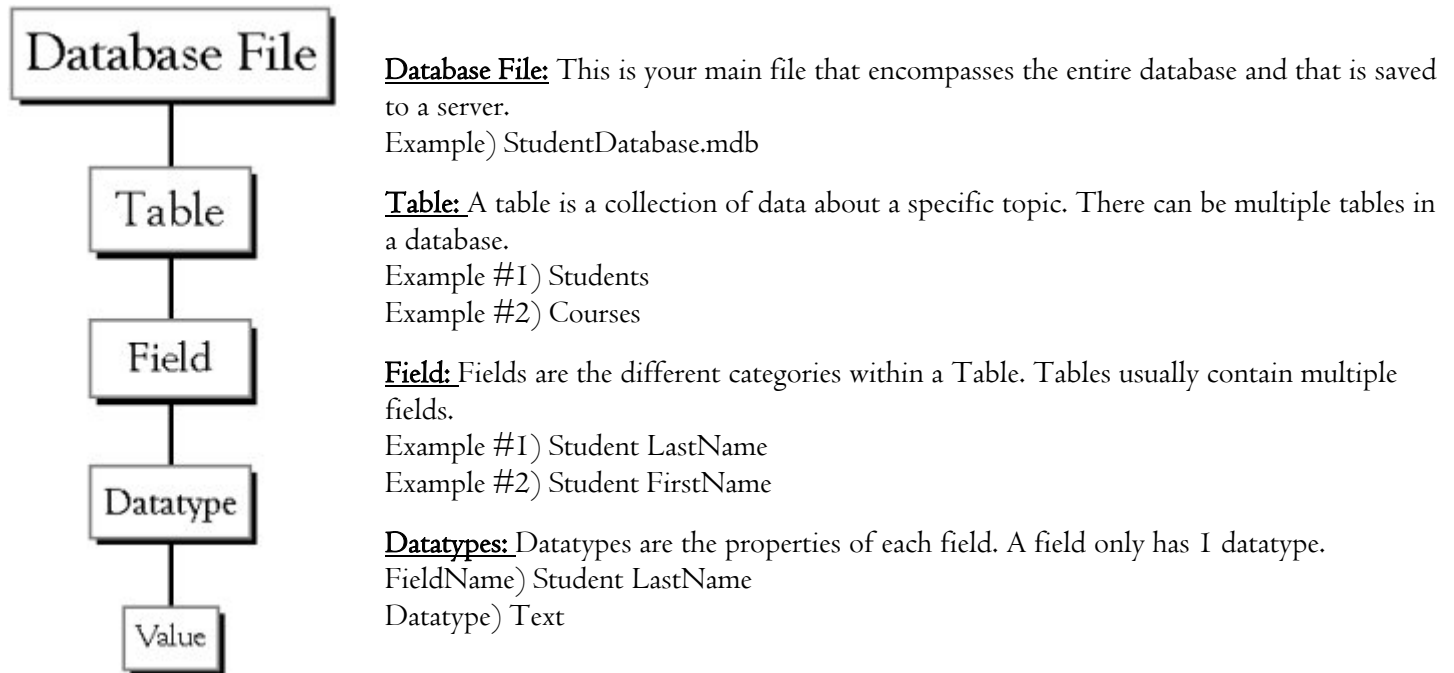 Database File
Table
Field
Datatype
Value
Database File: This is your main file that encompasses the entire database and that is saved
to a server.
Example) StudentDatabase.mdb
Table: A table is a collection of data about a specific topic. There can be multiple tables in
a database.
Example #1) Students
Example #2) Courses
Field: Fields are the different categories within a Table. Tables usually contain multiple
fields.
Example #1) Student LastName
Example #2) Student FirstName
Datatypes: Datatypes are the properties of each field. A field only has 1 datatype.
FieldName) Student LastName
Datatype) Text